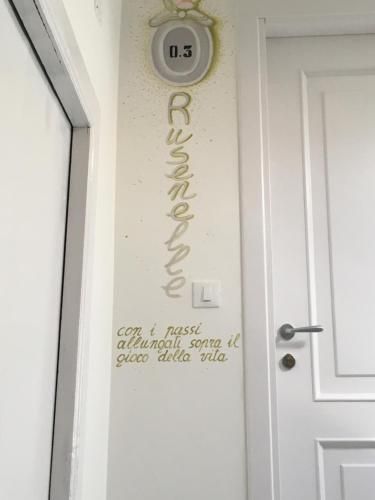 0.3
Rusenelle
con i passi
allungati sopra il
gioco della vita